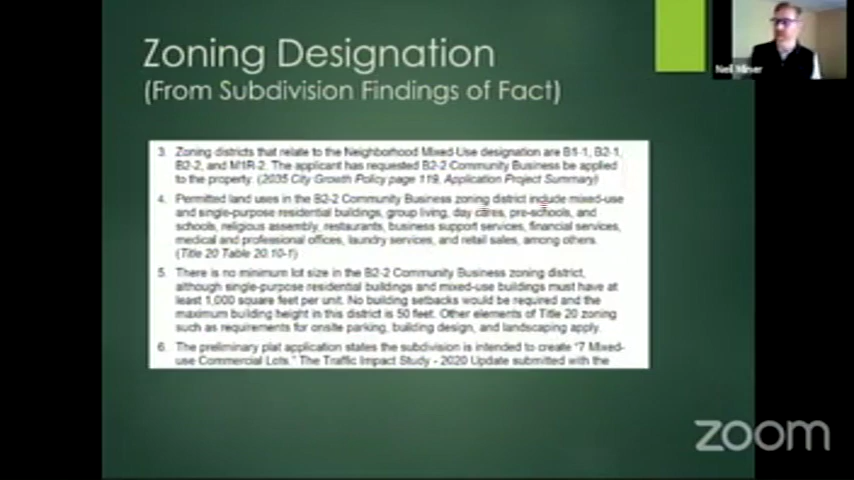 Zoning Designation
(From Subdivision Findings of Fact)
3. Zoning districts that relate to the Neighborhood Mixed-Use designation are B1-1, B2-1,
B2-2, and M1R-2. The applicant has requested B2-2 Community Business be applied
to the property. (2035 City Growth Policy page 119, Application Project Summary)
4. Permitted land uses in the B2-2 Community Business zoning district include mixed-use
and single-purpose residential buildings, group living, day cares, pre-schools, and
schools, religious assembly, restaurants, business support services, financial services,
medical and professional offices, laundry services, and retail sales, among others.
(Title 20 Table 20.10-1)
5. There is no minimum lot size in the B2-2 Community Business zoning district,
although single-purpose residential buildings and mixed-use buildings must have at
least 1,000 square feet per unit. No building setbacks would be required and the
maximum building height in this district is 50 feet. Other elements of Title 20 zoning
such as requirements for onsite parking, building design, and landscaping apply.
6. The preliminary plat application states the subdivision is intended to create "7 Mixed-
use Commercial Lots." The Traffic Impact Study - 2020 Update submitted with the
Neil Miner
zoom